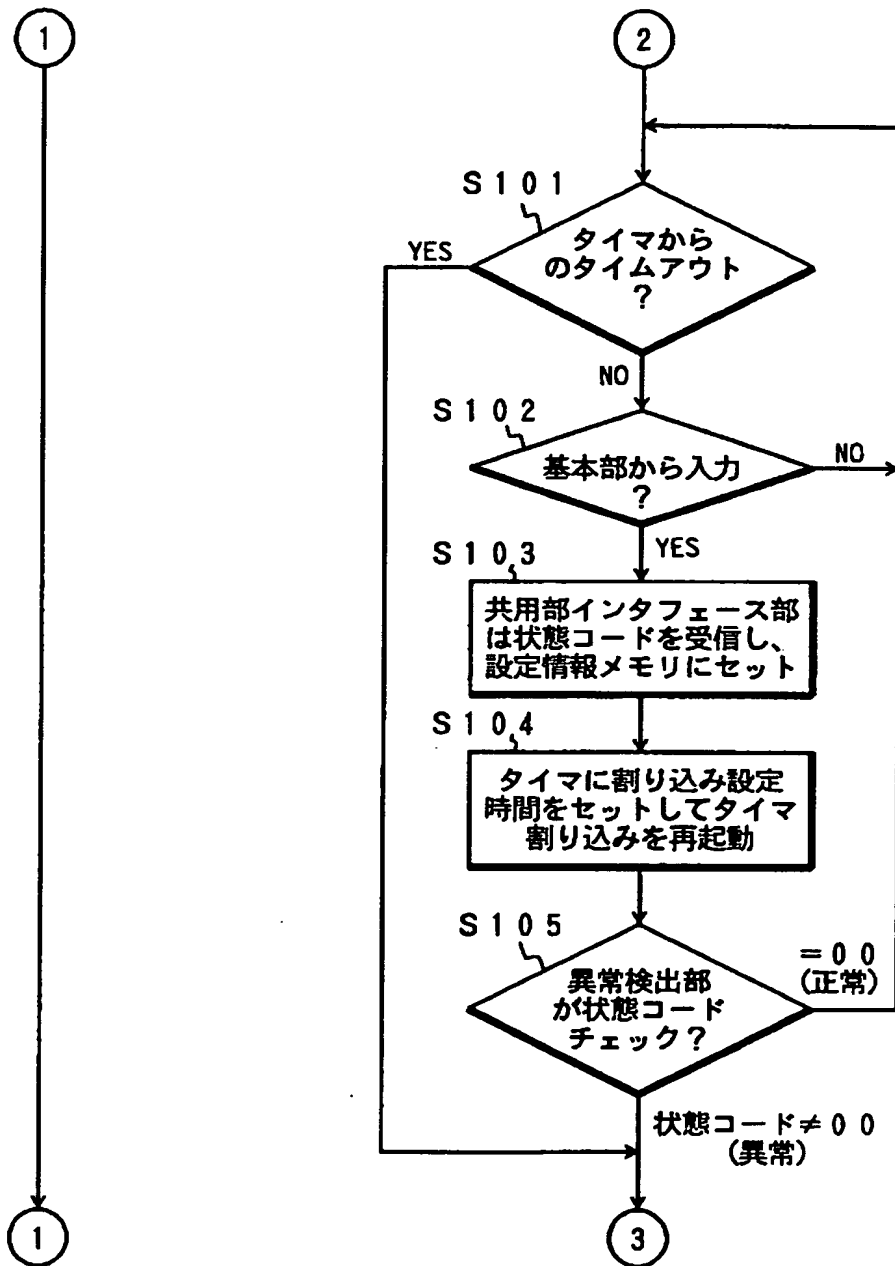 1
2
S101
タイマから
のタイムアウト
?
YES
NO
S102
基本部から入力
?
NO
YES
S103
共用部インタフェース部
は状態コードを受信し、
設定情報メモリにセット
S104
タイマに割り込み設定
時間をセットしてタイマ
割り込みを再起動
S105
異常検出部
が状態コード
チェック?
=00
(正常)
状態コード≠00
(異常)
1
3